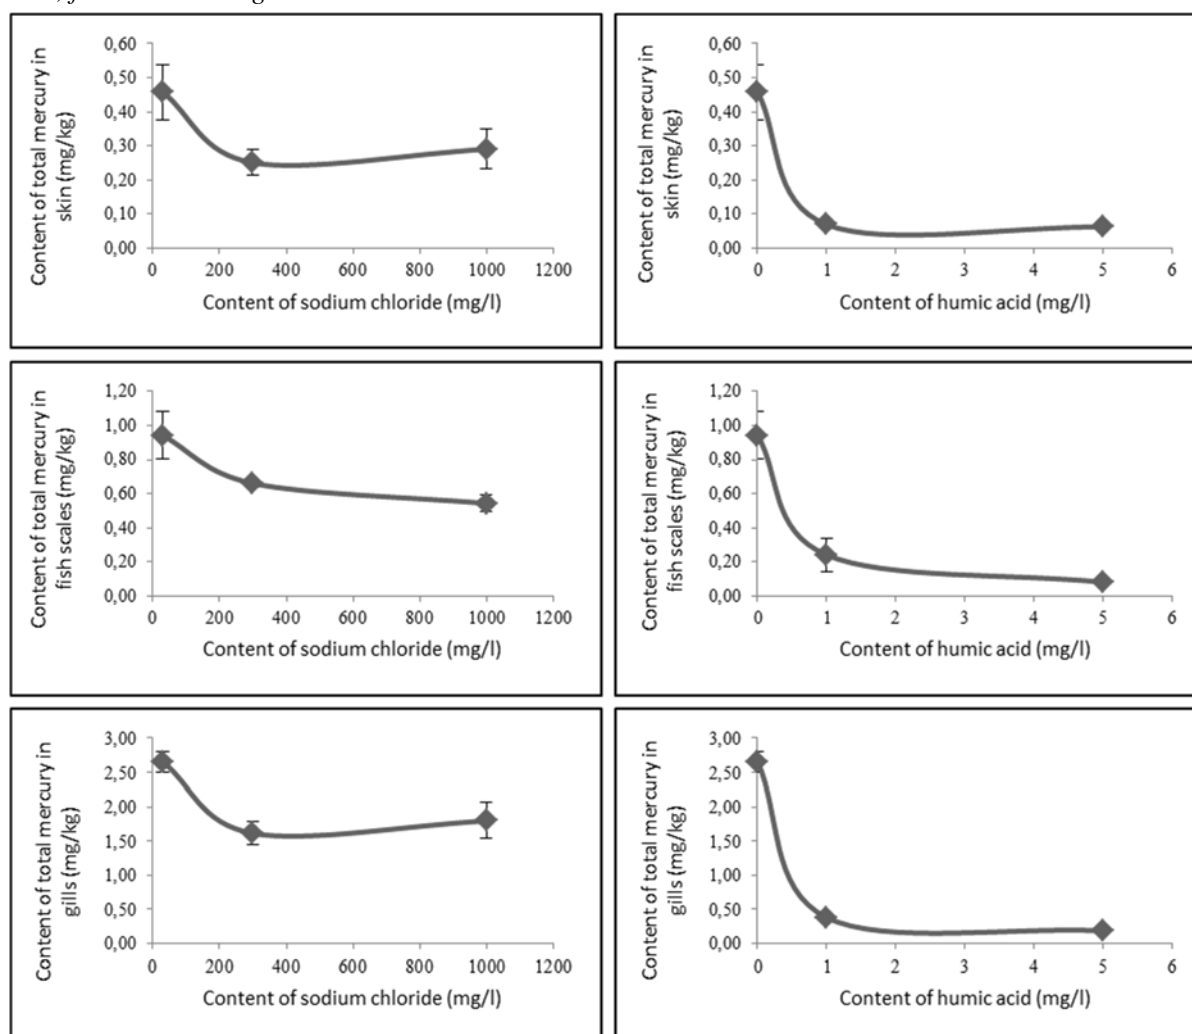 0,60
0,50
0,40
0,30
0,20
0,10
0,00
Content of total mercury in
skin (mg/kg)
0 200 400 600 800 1000 1200
Content of sodium chloride (mg/l)
0,60
0,50
0,40
0,30
0,20
0,10
0,00
Content of total mercury in
skin (mg/kg)
0 1 2 3 4 5 6
Content of humic acid (mg/l)
1,20
1,00
0,80
0,60
0,40
0,20
0,00
Content of total mercury in
fish scales (mg/kg)
0 200 400 600 800 1000 1200
Content of sodium chloride (mg/l)
1,20
1,00
0,80
0,60
0,40
0,20
0,00
Content of total mercury in
fish scales (mg/kg)
0 1 2 3 4 5 6
Content of humic acid (mg/l)
3,00
2,50
2,00
1,50
1,00
0,50
0,00
Content of total mercury in
gills (mg/kg)
0 200 400 600 800 1000 1200
Content of sodium chloride (mg/l)
3,00
2,50
2,00
1,50
1,00
0,50
0,00
Content of total mercury in
gills (mg/kg)
0 1 2 3 4 5 6
Content of humic acid (mg/l)